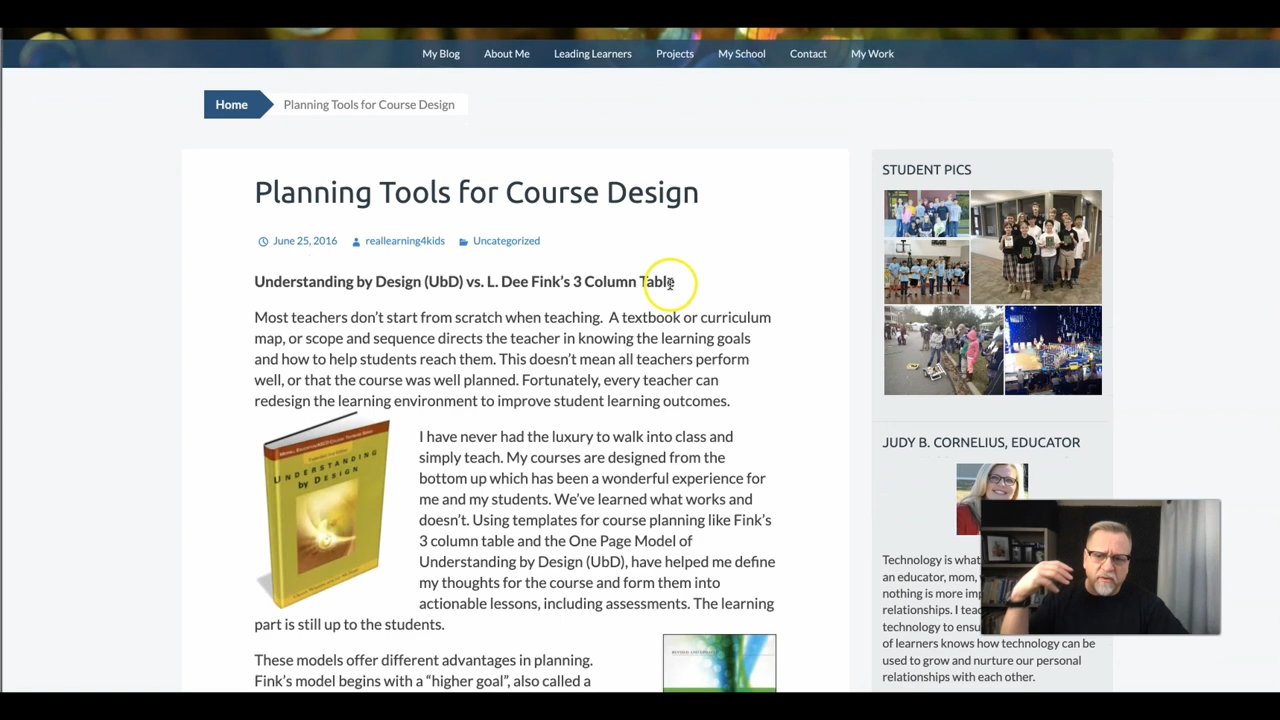 My Blog About Me Leading Learners Projects My School Contact My Work
Home Planning Tools for Course Design
Planning Tools for Course Design
June 25, 2016 reallearning4kids Uncategorized
Understanding by Design (UbD) vs. L. Dee Fink's 3 Column Table
Most teachers don't start from scratch when teaching. A textbook or curriculum
map, or scope and sequence directs the teacher in knowing the learning goals
and how to help students reach them. This doesn't mean all teachers perform
well, or that the course was well planned. Fortunately, every teacher can
redesign the learning environment to improve student learning outcomes.
UNDERSTANDING
by DESIGN
I have never had the luxury to walk into class and
simply teach. My courses are designed from the
bottom up which has been a wonderful experience for
me and my students. We've learned what works and
doesn't. Using templates for course planning like Fink's
3 column table and the One Page Model of
Understanding by Design (UbD), have helped me define
my thoughts for the course and form them into
actionable lessons, including assessments. The learning
part is still up to the students.
These models offer different advantages in planning.
Fink's model begins with a "higher goal", also called a
STUDENT PICS
JUDY B. CORNELIUS, EDUCATOR
Technology is what
an educator, mom,
nothing is more imp
relationships. I teac
technology to ensu
of learners knows how technology can be
used to grow and nurture our personal
relationships with each other.